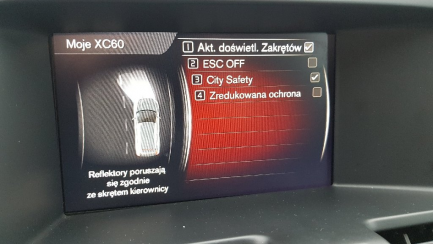 Moje XC60
1 Akt. doświetl. Zakrętów
2 ESC OFF
3 City Safety
4 Zredukowana ochrona
Reflektory poruszają
się zgodnie
ze skrętem kierownicy